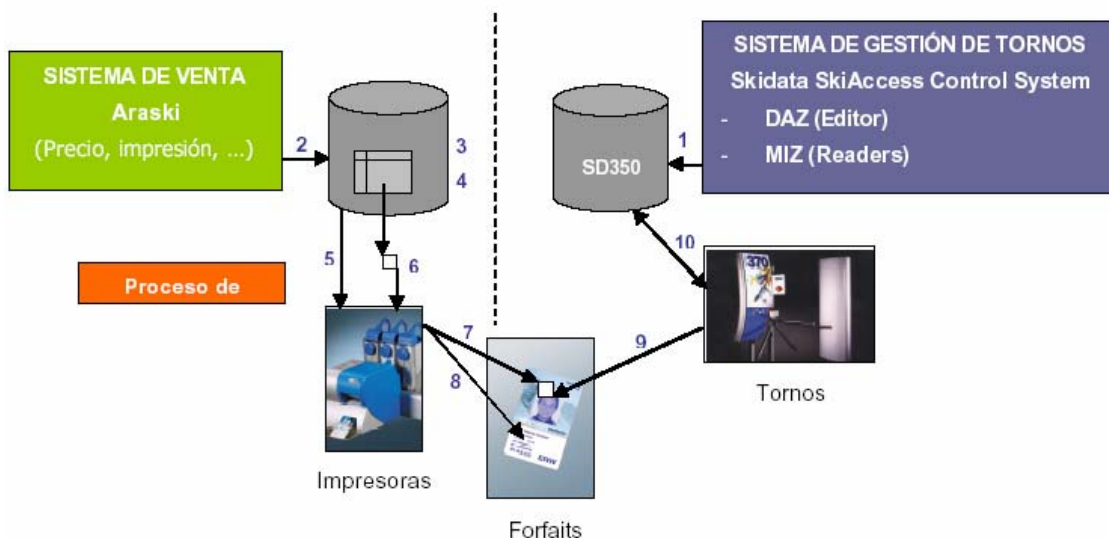 SISTEMA DE VENTA
Araski
(Precio, impresión, ...)
2
3
4
5
6
Proceso de
Impresoras
7
8
Forfaits
SISTEMA DE GESTIÓN DE TORNOS
Skidata SkiAccess Control System
- DAZ (Editor)
- MIZ (Readers)
1
SD350
10
370
9
Tornos